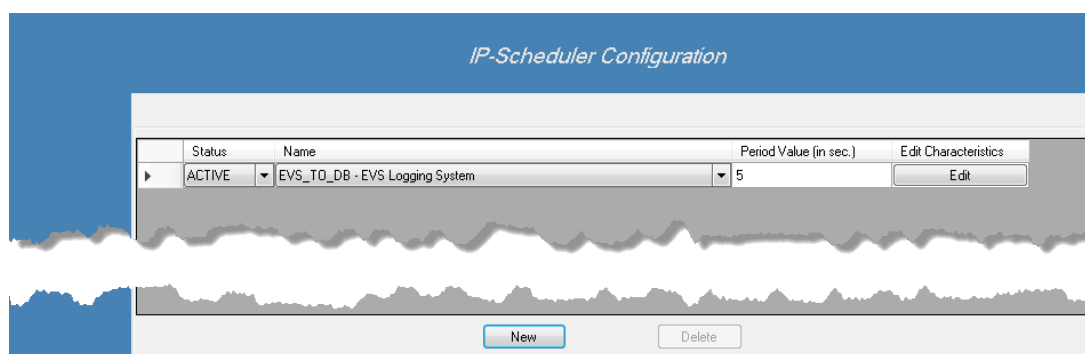 IP-Scheduler Configuration
Status Name Period Value (in sec.) Edit Characteristics
ACTIVE EVS_TO_DB - EVS Logging System 5 Edit
New Delete